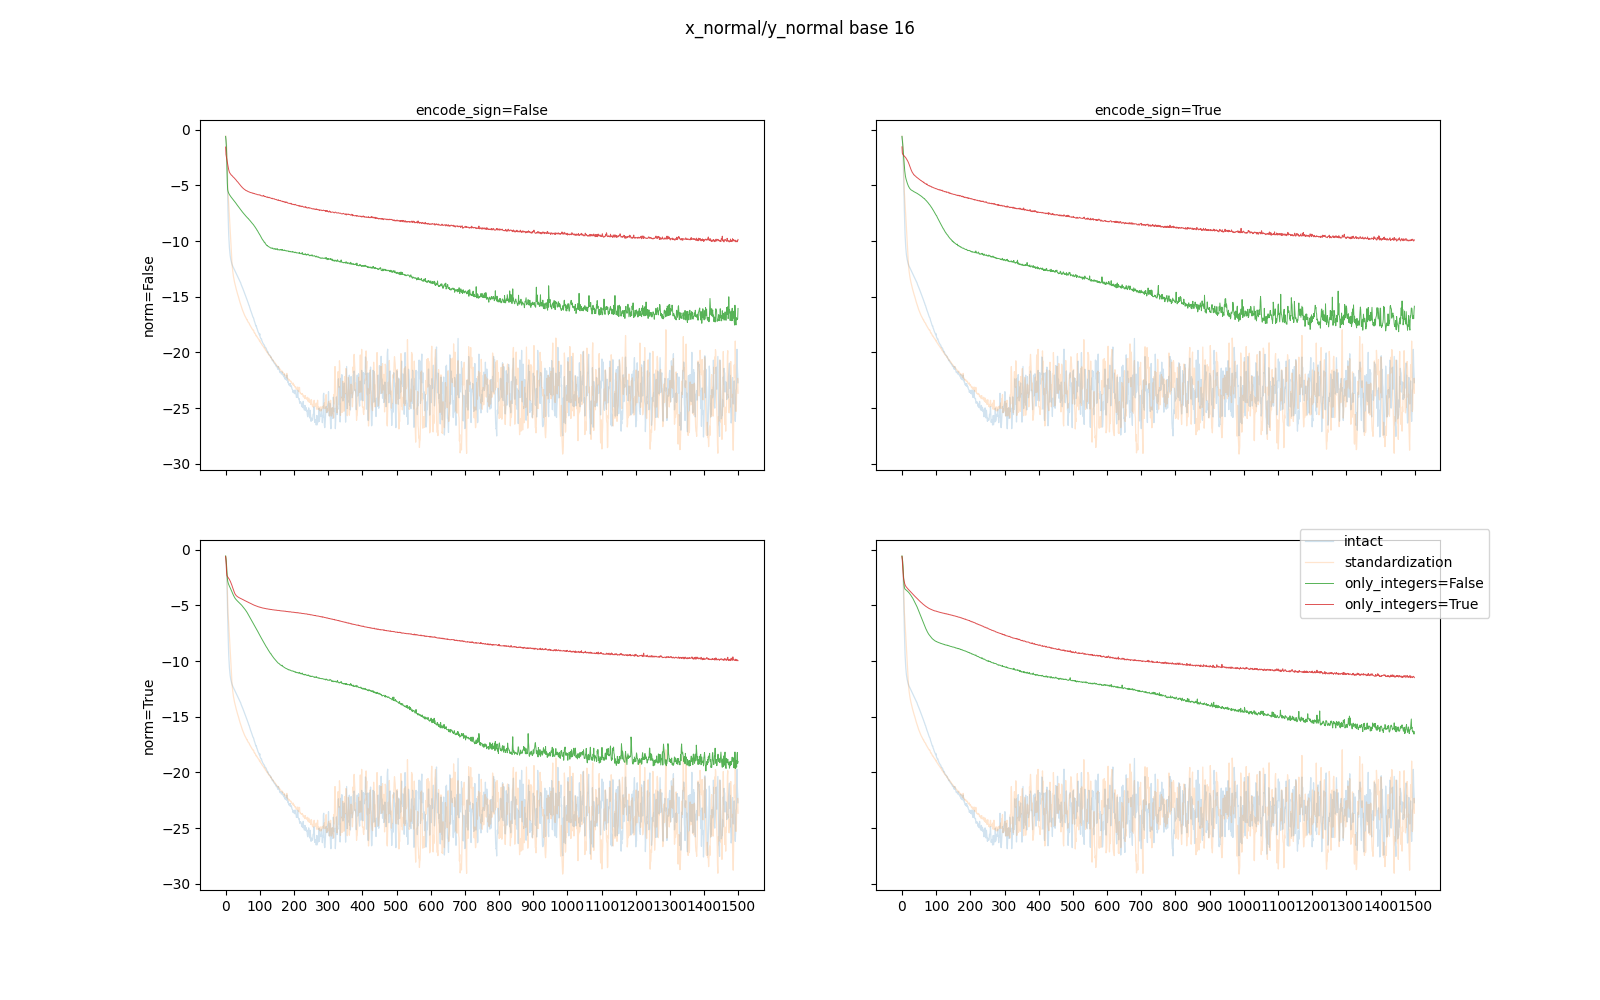 x_normal/y_normal base 16
encode_sign=False
encode_sign=True
norm=False
0
−5
−10
−15
−20
−25
−30
norm=True
0
−5
−10
−15
−20
−25
−30
0 100 200 300 400 500 600 700 800 900 1000 1100 1200 1300 1400 1500
intact
standardization
only_integers=False
only_integers=True
0 100 200 300 400 500 600 700 800 900 1000 1100 1200 1300 1400 1500